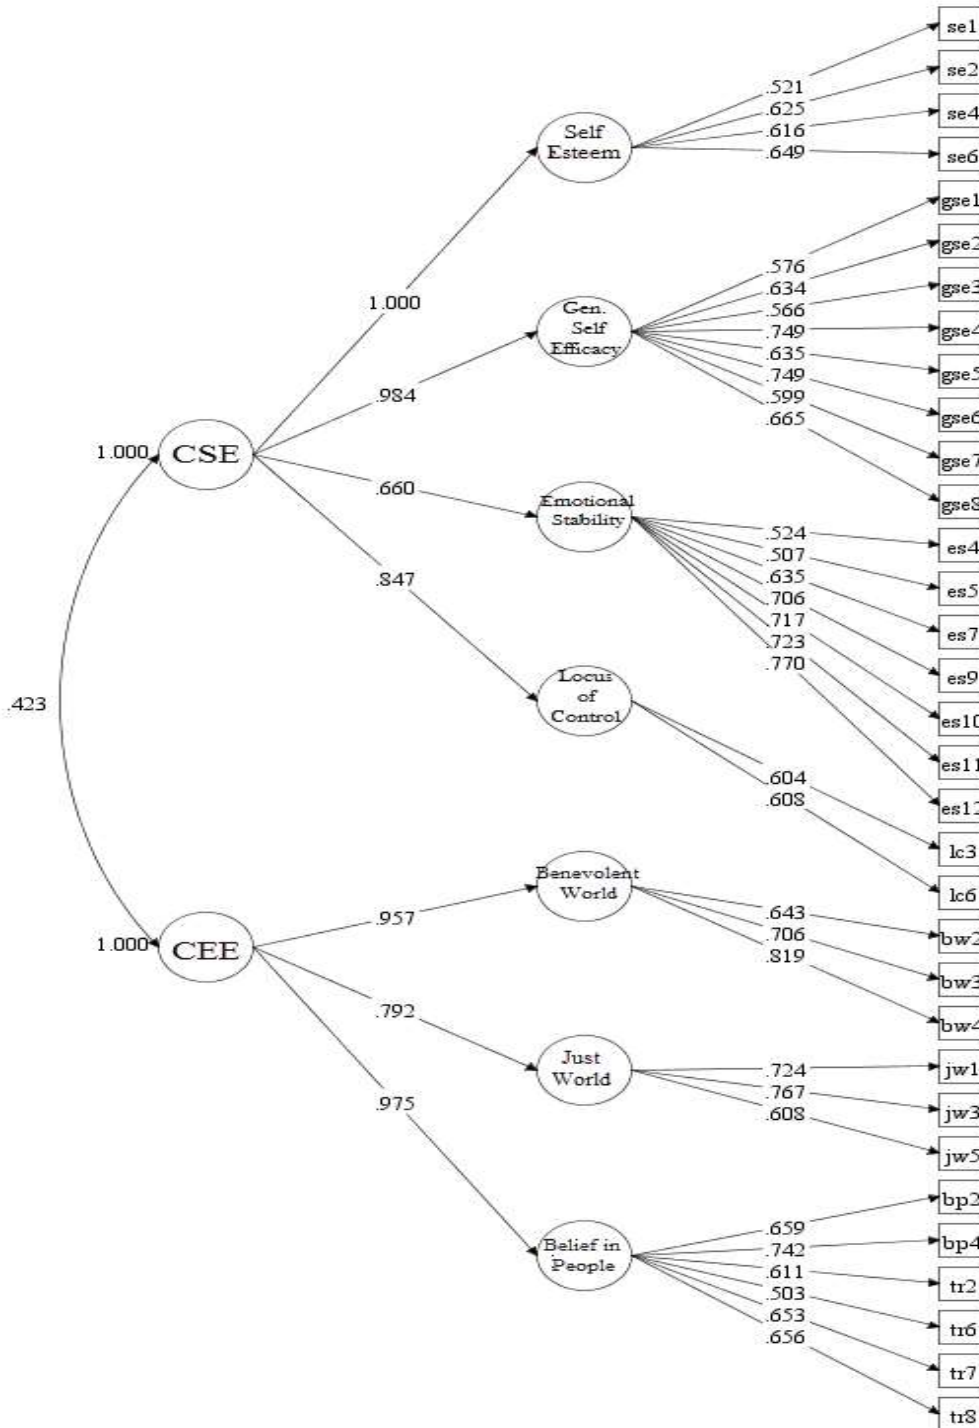 se1
se2
.521
.625
se4
.616
Self
Esteem
.649
se6
gse1
gse2
.576
.634
gse3
1.000
.566
Gen.
Self
Efficacy
.749
gse4
.635
gse5
.749
.984
.599
gse6
.665
1.000
CSE
gse7
.660
gse8
Emotional
Stability
.524
es4
.507
.847
.635
es5
.706
.717
es7
.723
.770
es9
Locus
of
Control
.423
es10
es11
.604
.608
es12
lc3
Benevolent
World
lc6
.957
.643
bw2
1.000
CEE
.706
.819
bw3
.792
bw4
Just
World
.724
jw1
.975
.767
.608
jw3
jw5
bp2
.659
Belief in
People
.742
bp4
.611
.503
tr2
.653
.656
tr6
tr7
tr8